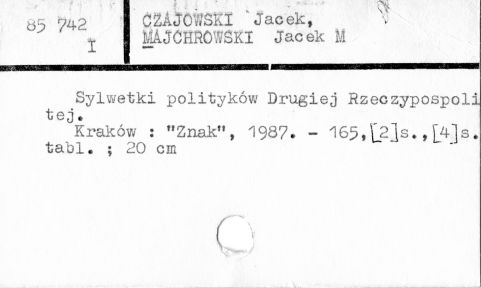 85 742
I
CZAJOWSKI Jacek,
MAJCHROWSKI Jacek M
Sylwetki polityków Drugiej Rzeczypospoli
tej.
Kraków : "Znak", 1987. - 165,[2]s.,[4]s.
tabl. ; 20 cm